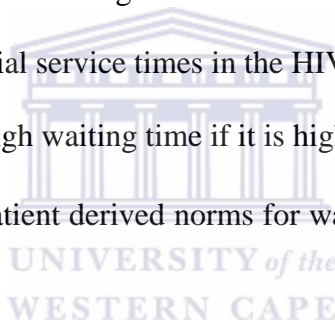 ial service times in the HIV
gh waiting time if it is high
atient derived norms for wa
UNIVERSITY of the
WESTERN CAPE